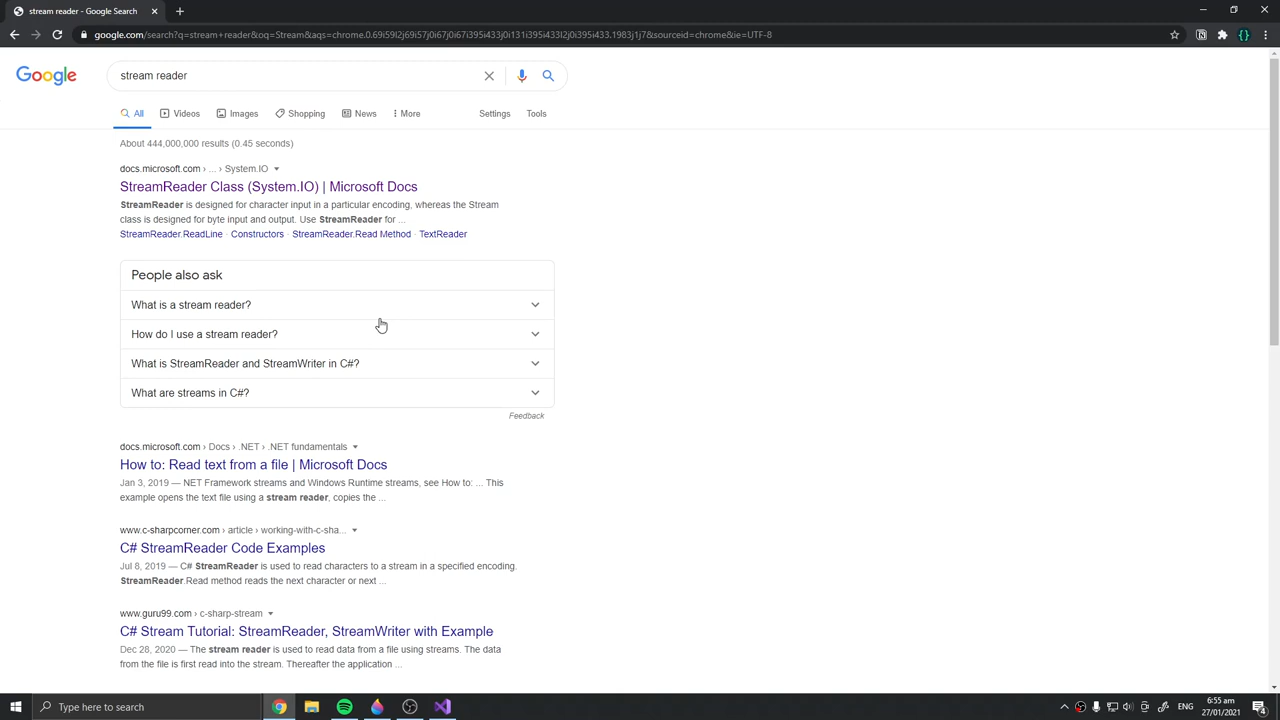 stream reader
google.com/search?q=stream+reader&oq=Stream&aqs=chrome.0.69i59l2j69i57j0i67j0i67i395i433j0i131i395i433l2j0i395i433.1983j1j7&sourceid=chrome&ie=UTF-8
Google
stream reader
All
Videos
Images
Shopping
News
More
Settings
Tools
About 444,000,000 results (0.45 seconds)
docs.microsoft.com › ... › System.IO
StreamReader Class (System.IO) | Microsoft Docs
StreamReader is designed for character input in a particular encoding, whereas the Stream
class is designed for byte input and output. Use StreamReader for ...
StreamReader.ReadLine · Constructors · StreamReader.Read Method · TextReader
People also ask
What is a stream reader?
How do I use a stream reader?
What is StreamReader and StreamWriter in C#?
What are streams in C#?
Feedback
docs.microsoft.com › Docs › .NET › .NET fundamentals
How to: Read text from a file | Microsoft Docs
Jan 3, 2019 — NET Framework streams and Windows Runtime streams, see How to: ... This
example opens the text file using a stream reader, copies the ...
www.c-sharpcorner.com › article › working-with-c-sha...
C# StreamReader Code Examples
Jul 8, 2019 — C# StreamReader is used to read characters to a stream in a specified encoding.
StreamReader.Read method reads the next character or next ...
www.guru99.com › c-sharp-stream
C# Stream Tutorial: StreamReader, StreamWriter with Example
Dec 28, 2020 — The stream reader is used to read data from a file using streams. The data
from the file is first read into the stream. Thereafter the application ...
Type here to search
ENG
6:55 am
27/01/2021